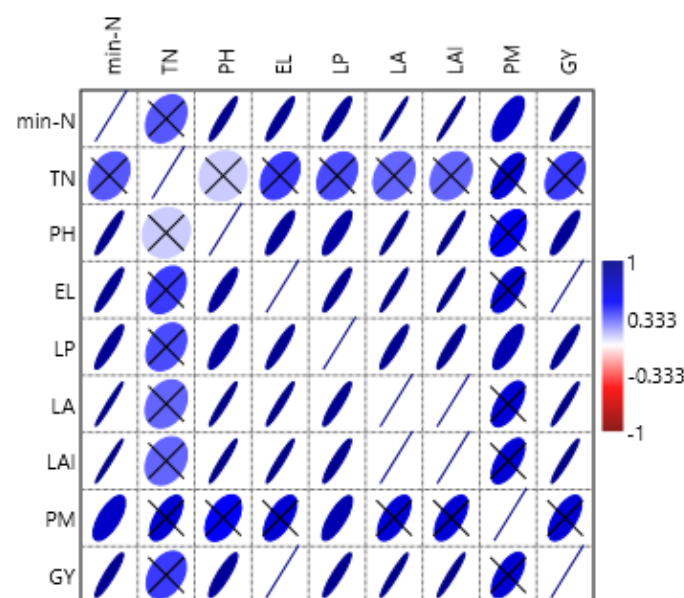 min-N TN PH EL LP LA LAI PM GY
min-N
TN
PH
EL
LP
LA
LAI
PM
GY
1
0.333
-0.333
-1